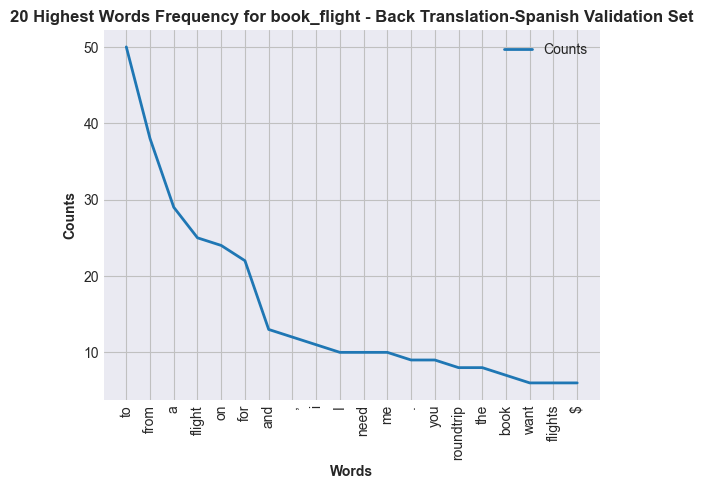 20 Highest Words Frequency for book_flight - Back Translation-Spanish Validation Set
Counts
Counts
50
40
30
20
10
to
from
a
flight
on
for
and
,
i
I
need
me
.
you
roundtrip
the
book
want
flights
$
Words